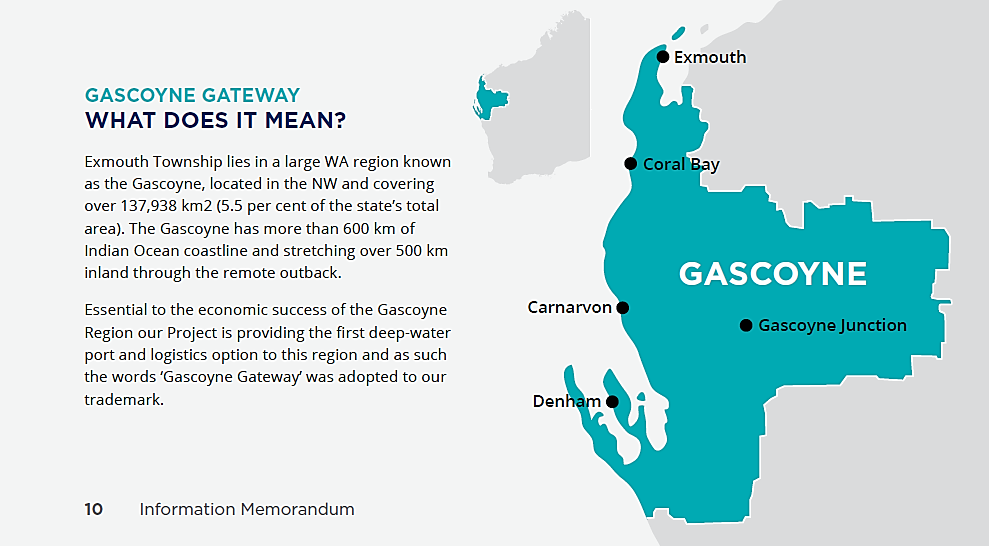 GASCOYNE GATEWAY
WHAT DOES IT MEAN?
Exmouth Township lies in a large WA region known
as the Gascoyne, located in the NW and covering
over 137,938 km2 (5.5 per cent of the state's total
area). The Gascoyne has more than 600 km of
Indian Ocean coastline and stretching over 500 km
inland through the remote outback.
Essential to the economic success of the Gascoyne
Region our Project is providing the first deep-water
port and logistics option to this region and as such
the words ‘Gascoyne Gateway’ was adopted to our
trademark.
10 Information Memorandum
Exmouth
Coral Bay
GASCOYNE
Carnarvon
Gascoyne Junction
Denham